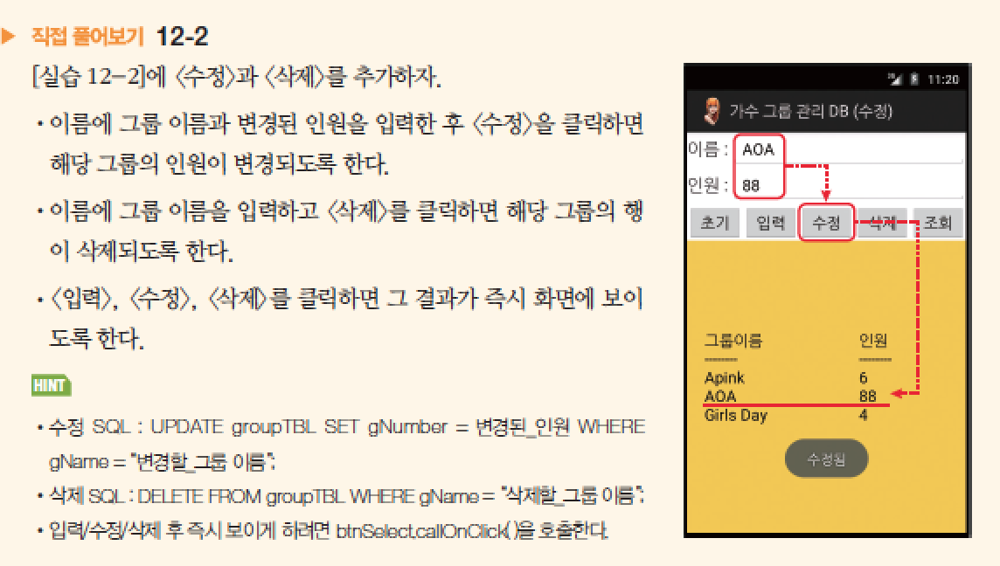 ▶ 직접 풀어보기 12-2
[실습 12-2]에 〈수정〉과 〈삭제〉를 추가하자.
• 이름에 그룹 이름과 변경된 인원을 입력한 후 〈수정〉을 클릭하면
해당 그룹의 인원이 변경되도록 한다.
• 이름에 그룹 이름을 입력하고 〈삭제〉를 클릭하면 해당 그룹의 행
이 삭제되도록 한다.
• 〈입력〉, 〈수정〉, 〈삭제〉를 클릭하면 그 결과가 즉시 화면에 보이
도록 한다.
HINT
• 수정 SQL : UPDATE groupTBL SET gNumber = 변경된_인원 WHERE
gName = "변경할_그룹 이름";
• 삭제 SQL : DELETE FROM groupTBL WHERE gName = "삭제할_그룹 이름";
• 입력/수정/삭제 후 즉시 보이게 하려면 btnSelect.callOnClick( )을 호출한다.
11:20
가수 그룹 관리 DB (수정)
이름 : AOA
인원 : 88
초기 입력 수정 삭제 조회
그룹이름 인원
-------- --------
Apink 6
AOA 88
Girls Day 4
수정됨